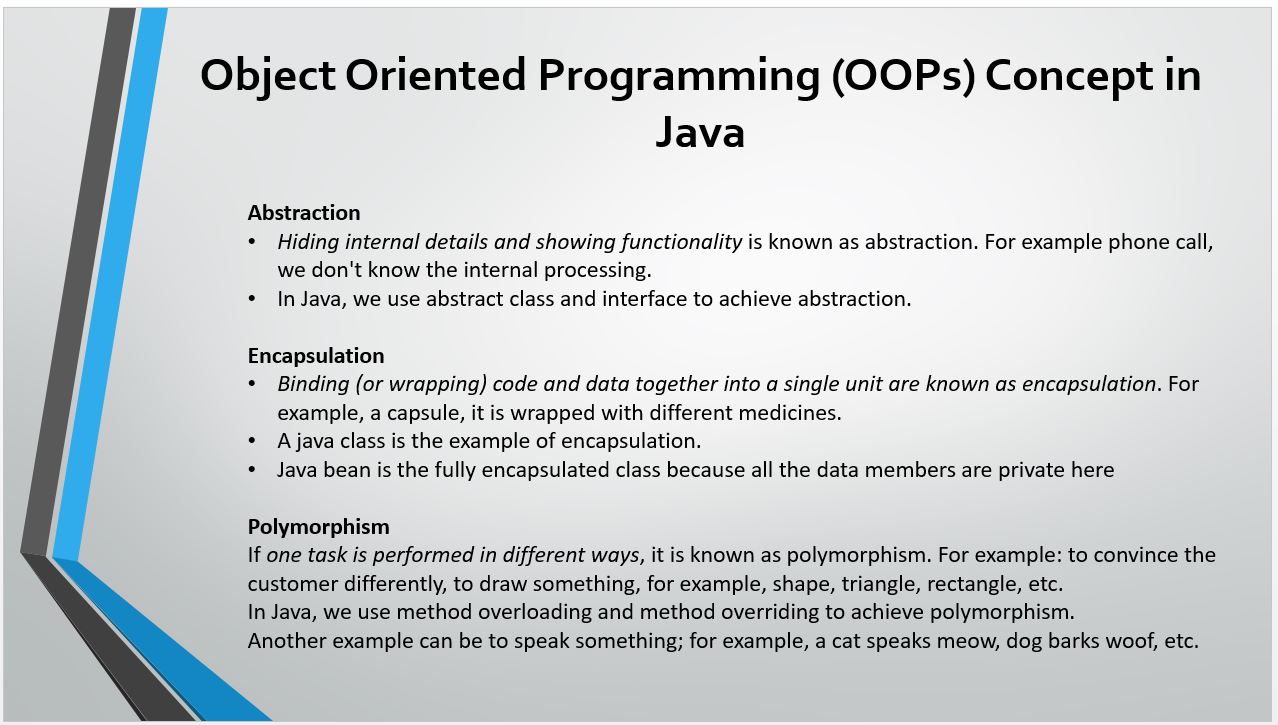 Object Oriented Programming (OOPs) Concept in
Java
Abstraction
• Hiding internal details and showing functionality is known as abstraction. For example phone call,
we don't know the internal processing.
• In Java, we use abstract class and interface to achieve abstraction.
Encapsulation
• Binding (or wrapping) code and data together into a single unit are known as encapsulation. For
example, a capsule, it is wrapped with different medicines.
• A java class is the example of encapsulation.
• Java bean is the fully encapsulated class because all the data members are private here
Polymorphism
If one task is performed in different ways, it is known as polymorphism. For example: to convince the
customer differently, to draw something, for example, shape, triangle, rectangle, etc.
In Java, we use method overloading and method overriding to achieve polymorphism.
Another example can be to speak something; for example, a cat speaks meow, dog barks woof, etc.